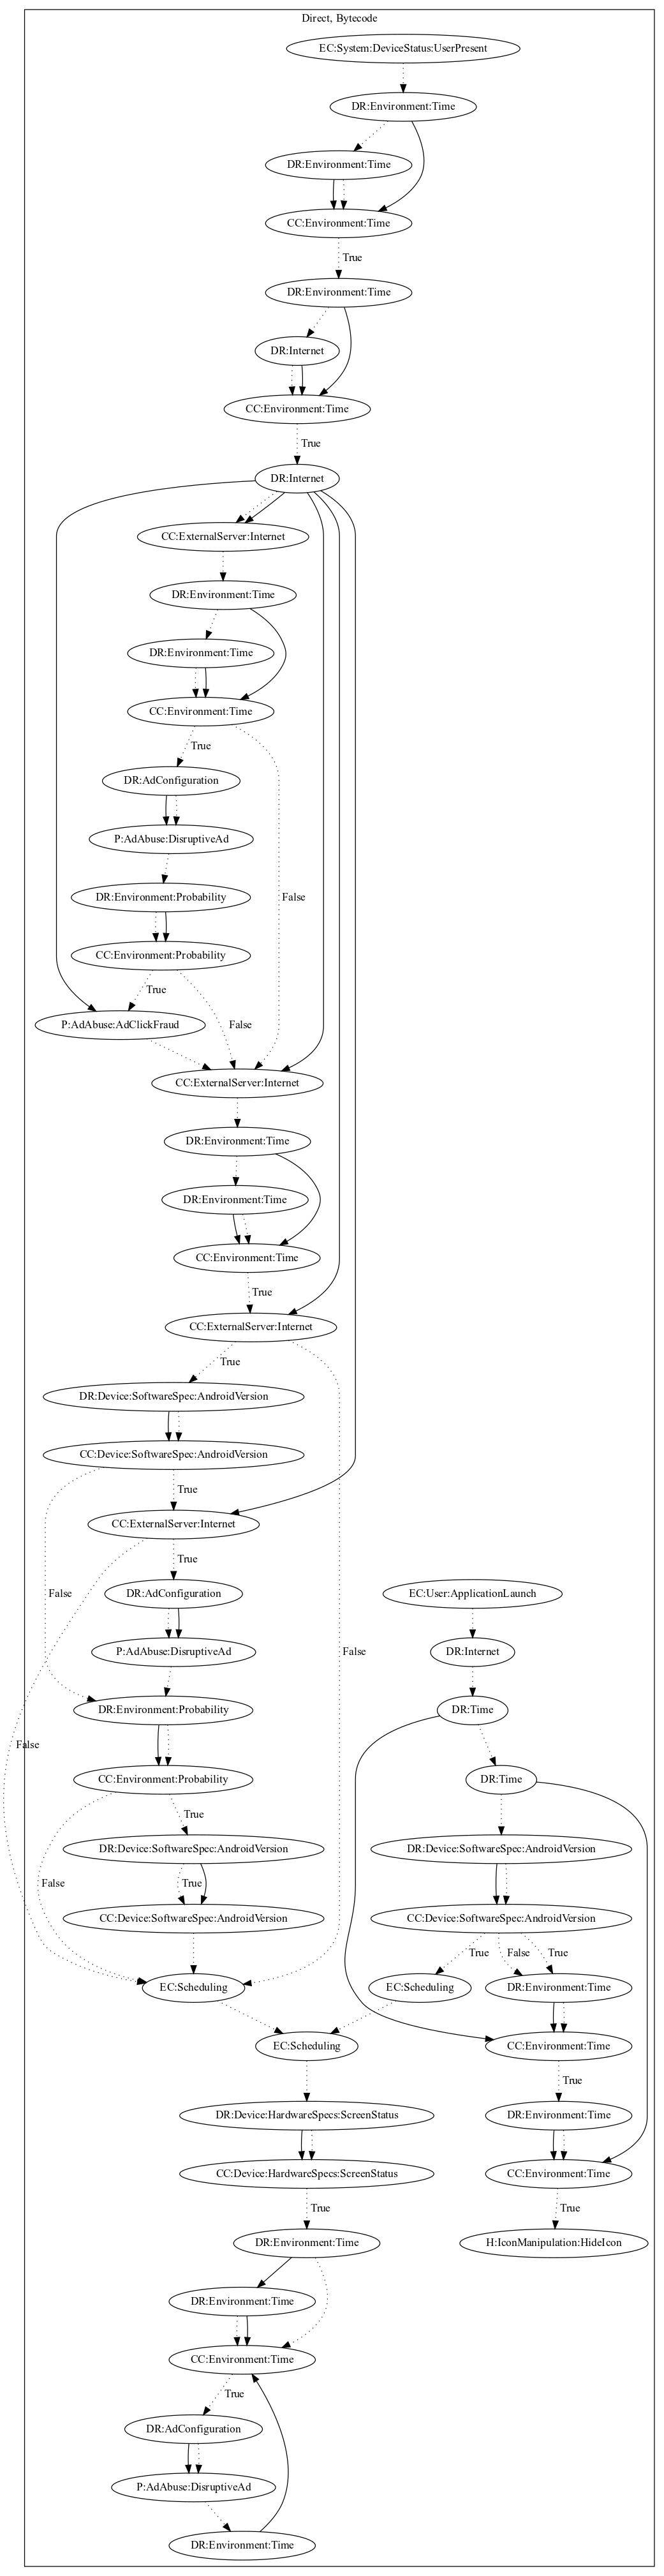 Direct, Bytecode
EC:System:DeviceStatus:UserPresent
DR:Environment:Time
DR:Environment:Time
CC:Environment:Time
True
DR:Environment:Time
DR:Internet
CC:Environment:Time
True
DR:Internet
CC:ExternalServer:Internet
DR:Environment:Time
DR:Environment:Time
CC:Environment:Time
True
DR:AdConfiguration
P:AdAbuse:DisruptiveAd
DR:Environment:Probability
False
CC:Environment:Probability
True
P:AdAbuse:AdClickFraud
False
CC:ExternalServer:Internet
DR:Environment:Time
DR:Environment:Time
CC:Environment:Time
True
CC:ExternalServer:Internet
True
DR:Device:SoftwareSpec:AndroidVersion
CC:Device:SoftwareSpec:AndroidVersion
True
CC:ExternalServer:Internet
True
False
DR:AdConfiguration
EC:User:ApplicationLaunch
P:AdAbuse:DisruptiveAd
False
DR:Internet
DR:Environment:Probability
DR:Time
False
CC:Environment:Probability
DR:Time
True
DR:Device:SoftwareSpec:AndroidVersion
DR:Device:SoftwareSpec:AndroidVersion
False
True
CC:Device:SoftwareSpec:AndroidVersion
CC:Device:SoftwareSpec:AndroidVersion
True
False
True
EC:Scheduling
EC:Scheduling
DR:Environment:Time
EC:Scheduling
CC:Environment:Time
True
DR:Device:HardwareSpecs:ScreenStatus
DR:Environment:Time
CC:Device:HardwareSpecs:ScreenStatus
CC:Environment:Time
True
True
DR:Environment:Time
H:IconManipulation:HideIcon
DR:Environment:Time
CC:Environment:Time
True
DR:AdConfiguration
P:AdAbuse:DisruptiveAd
DR:Environment:Time